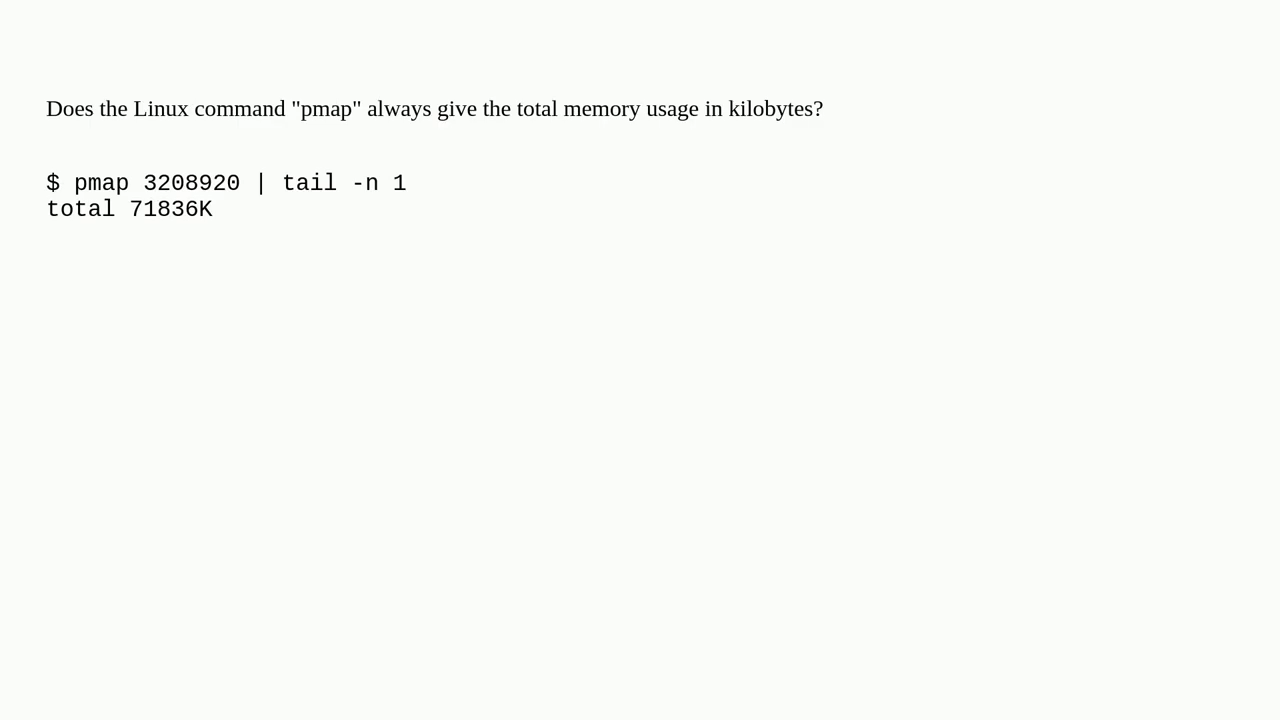 Does the Linux command "pmap" always give the total memory usage in kilobytes?
$ pmap 3208920 | tail -n 1
total 71836K